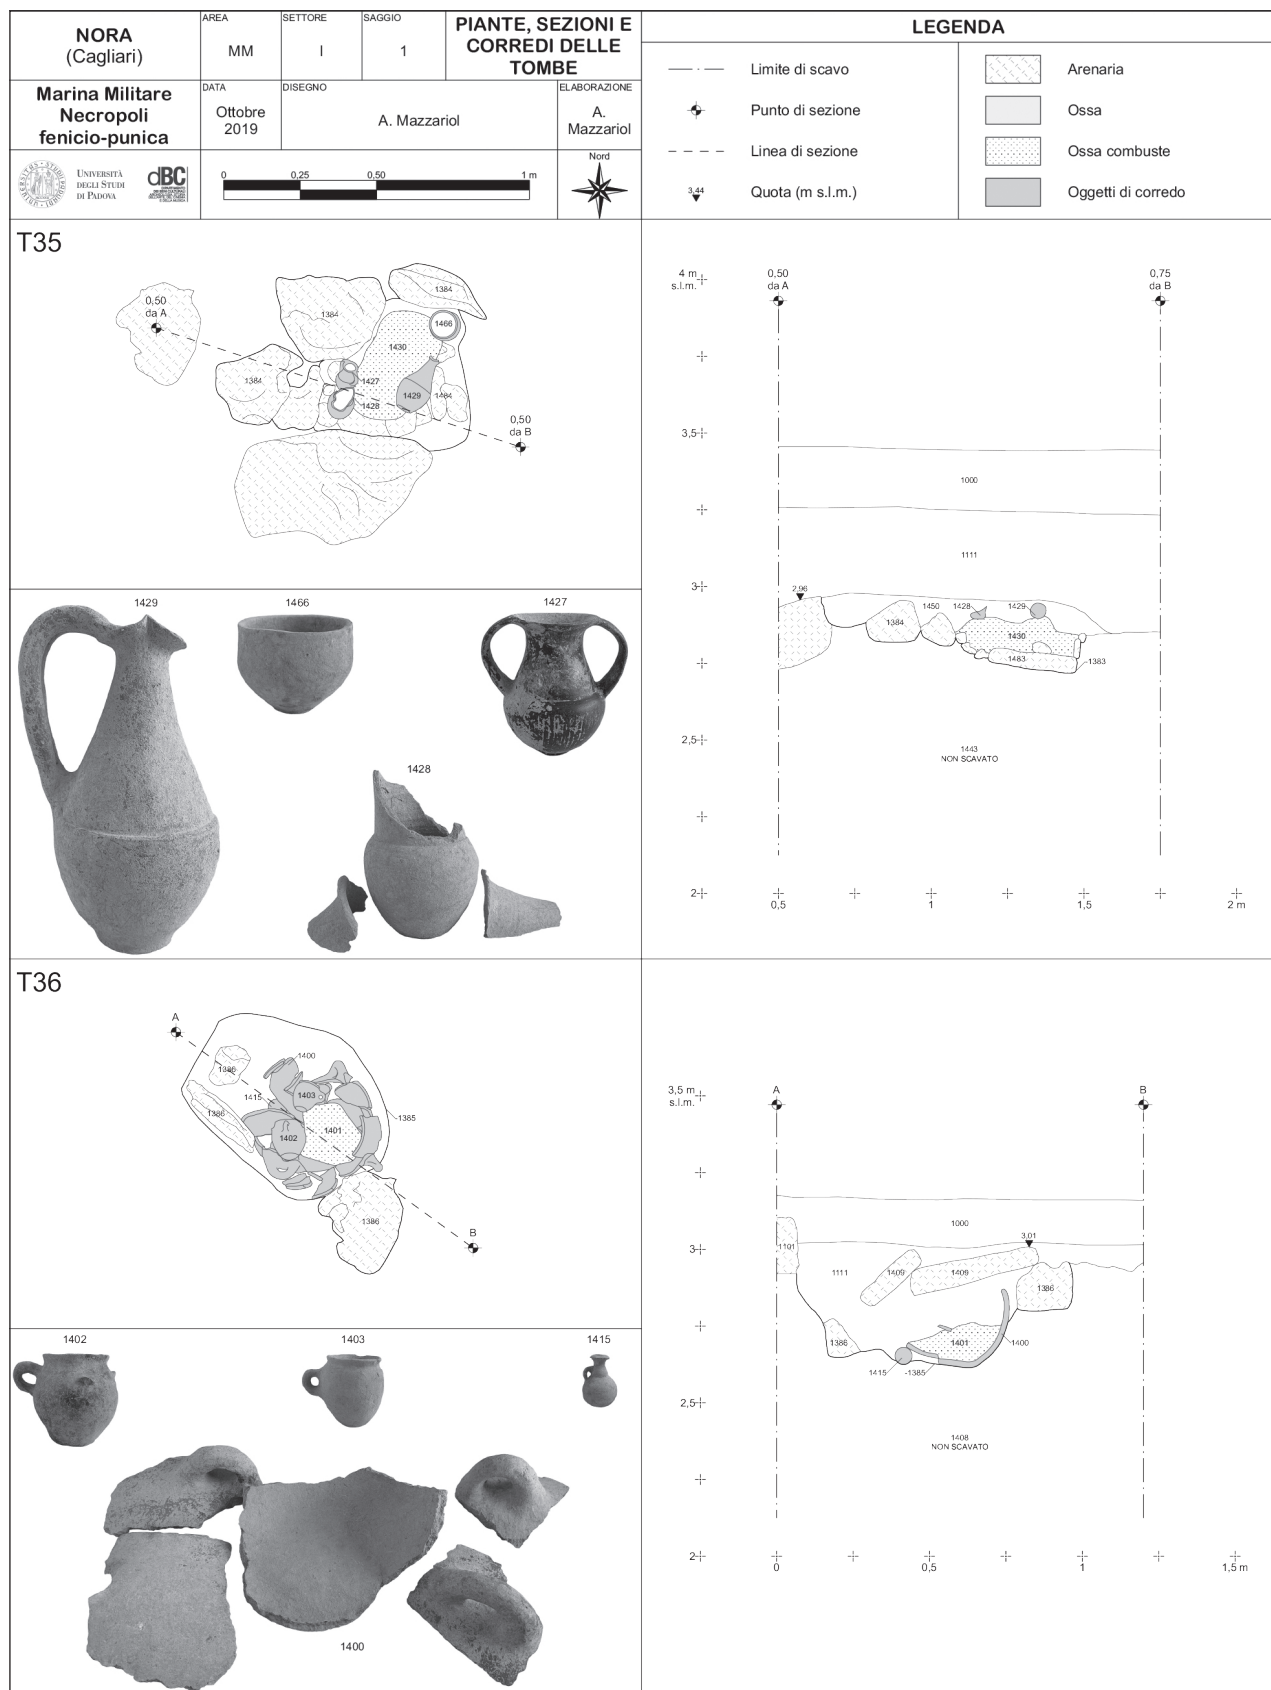 NORA
(Cagliari)
AREA
MM
SETTORE
I
SAGGIO
1
PIANTE, SEZIONI E
CORREDI DELLE
TOMBE
Marina Militare
Necropoli
fenicio-punica
DATA
Ottobre
2019
DISEGNO
A. Mazzariol
ELABORAZIONE
A.
Mazzariol
UNIVERSITÀ
DEGLI STUDI
DI PADOVA
dBC
0
0,25
0,50
1 m
Nord
LEGENDA
Limite di scavo
Punto di sezione
Linea di sezione
3,44
Quota (m s.l.m.)
Arenaria
Ossa
Ossa combuste
Oggetti di corredo
T35
0,50
da A
1384
1384
1466
1430
1384
1427
1428
1429
1484
0,50
da B
4 m
s.l.m.
0,50
da A
0,75
da B
3,5
1000
1111
3
2,96
1384
1450
1428
1429
1430
1483
1383
2,5
1443
NON SCAVATO
2
0,5
1
1,5
2 m
1429
1466
1427
1428
T36
A
1400
1386
1403
1415
1386
1385
1401
1402
1386
B
3,5 m
s.l.m.
A
B
1000
3
3,01
1101
1111
1409
1409
1386
1386
1401
1400
1415
-1385
2,5
1408
NON SCAVATO
2
0
0,5
1
1,5 m
1402
1403
1415
1400